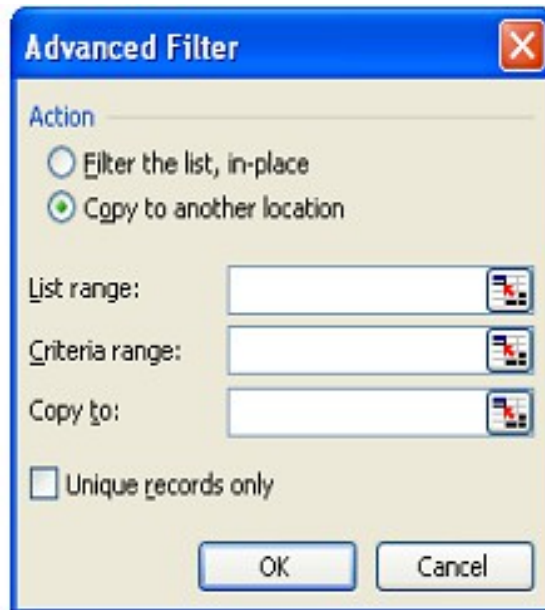 Advanced Filter
Action
Filter the list, in-place
Copy to another location
List range:
Criteria range:
Copy to:
Unique records only
OK Cancel